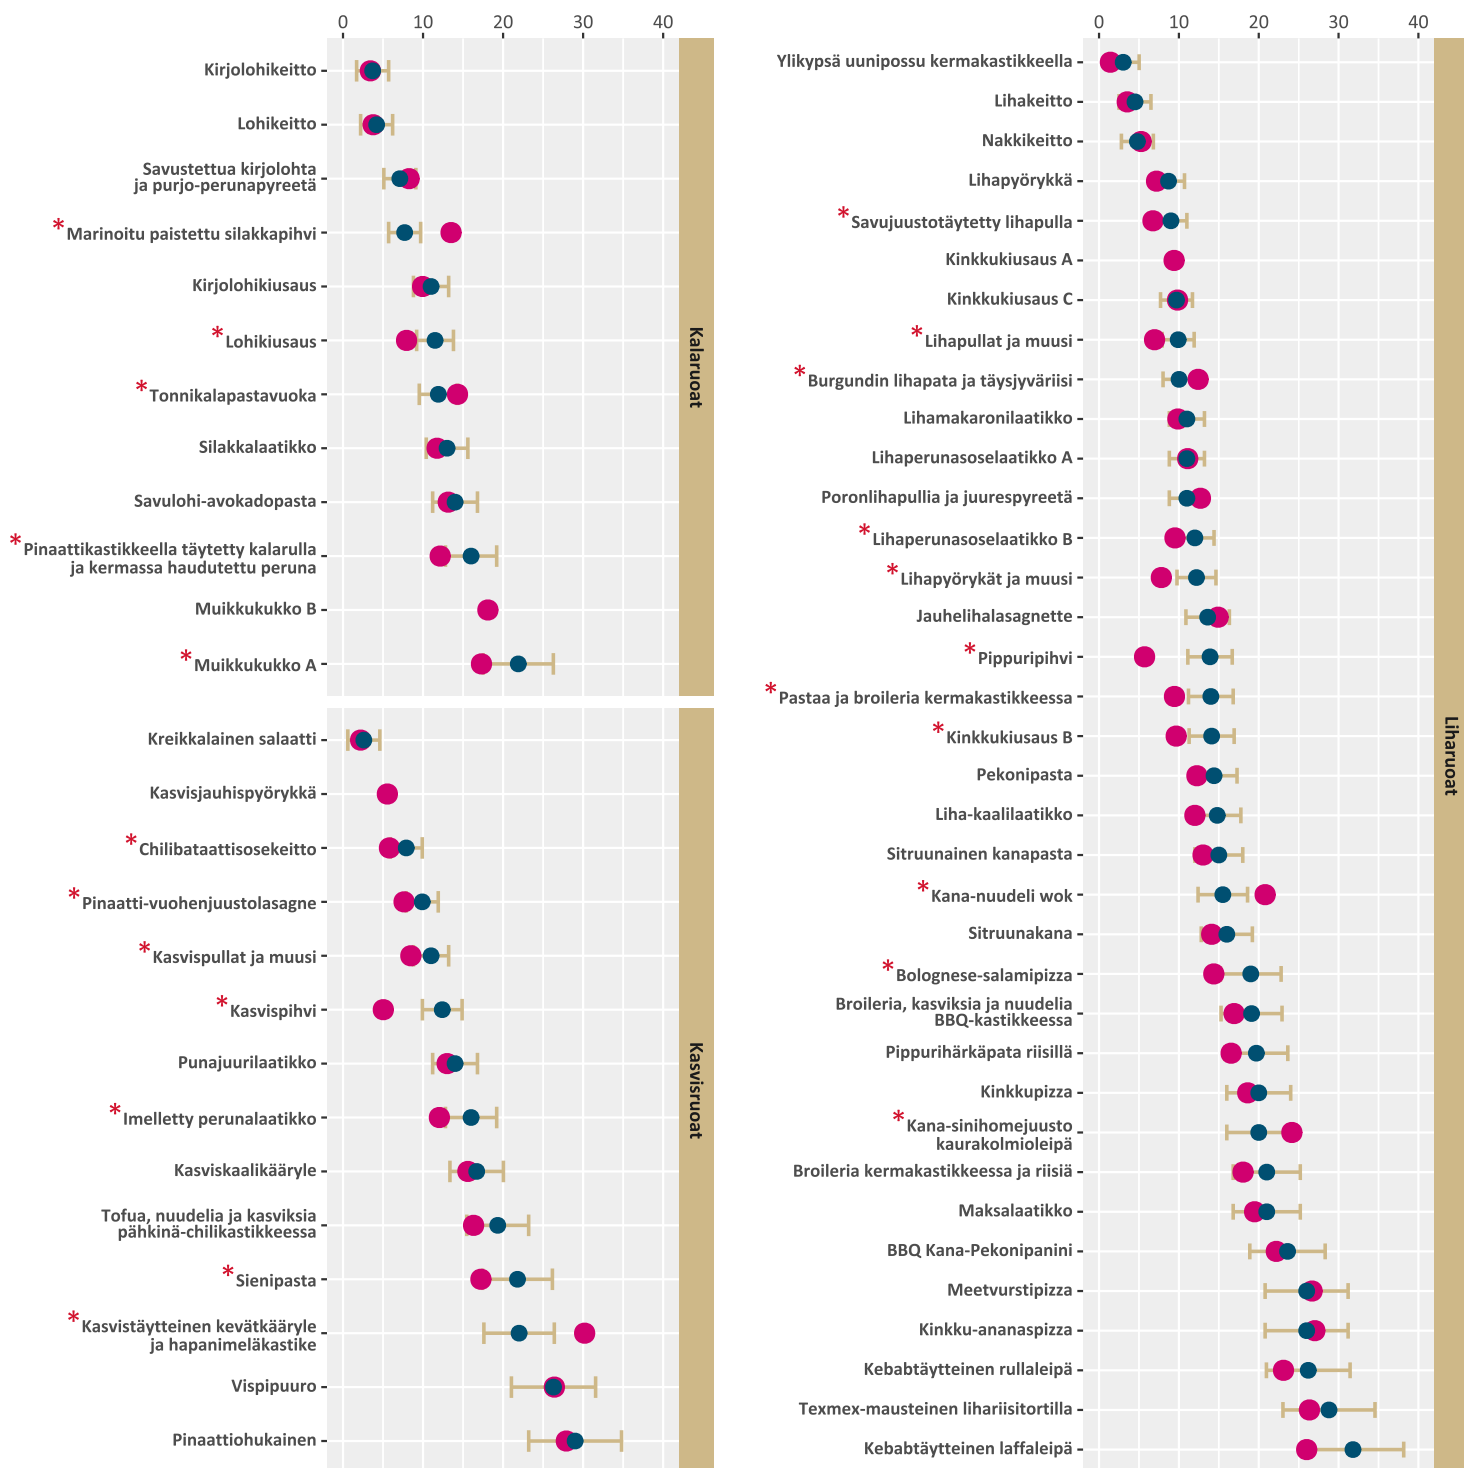 0 10 20 30 40
Kirjolohikeitto
Lohikeitto
Savustettua kirjolohta
ja purjo-perunapyreetä
*Marinoitu paistettu silakkapihvi
Kirjolohikiusaus
*Lohikiusaus
*Tonnikalapastavuoka
Silakkalaatikko
Savulohi-avokadopasta
*Pinaattikastikkeella täytetty kalarulla
ja kermassa haudutettu peruna
Muikkukukko B
*Muikkukukko A
Kalaruoat
0 10 20 30 40
Kreikkalainen salaatti
Kasvisjauhispyörykkä
*Chilibataattisosekeitto
*Pinaatti-vuohenjuustolasagne
*Kasvispullat ja muusi
*Kasvispihvi
Punajuurilaatikko
*Imelletty perunalaatikko
Kasviskaalikääryle
Tofua, nuudelia ja kasviksia
pähkinä-chilikastikkeessa
*Sienipasta
*Kasvistäytteinen kevätkääryle
ja hapanimeläkastike
Vispipuuro
Pinaattiohukainen
Kasvisruoat
0 10 20 30 40
Ylikypsä uunipossu kermakastikkeella
Lihakeitto
Nakkikeitto
Lihapyörykkä
*Savujuustotäytetty lihapulla
Kinkkukiusaus A
Kinkkukiusaus C
*Lihapullat ja muusi
*Burgundin lihapata ja täysjyväriisi
Lihamakaronilaatikko
Lihaperunasoselaatikko A
Poronlihapullia ja juurespyreetä
*Lihaperunasoselaatikko B
*Lihapyörykät ja muusi
Jauhelihalasagnette
*Pippuripihvi
*Pastaa ja broileria kermakastikkeessa
*Kinkkukiusaus B
Pekonipasta
Liha-kaalilaatikko
Sitruunainen kanapasta
*Kana-nuudeli wok
Sitruunakana
*Bolognese-salamipizza
Broileria, kasviksia ja nuudelia
BBQ-kastikkeessa
Pippurihärkäpata riisillä
Kinkkupizza
*Kana-sinihomejuusto
kaurakolmioleipä
Broileria kermakastikkeessa ja riisiä
Maksalaatikko
BBQ Kana-Pekonipanini
Meetvurstipizza
Kinkku-ananaspizza
Kebabtäytteinen rullaleipä
Texmex-mausteinen lihariisitortilla
Kebabtäytteinen laffaleipä
Liharuoat